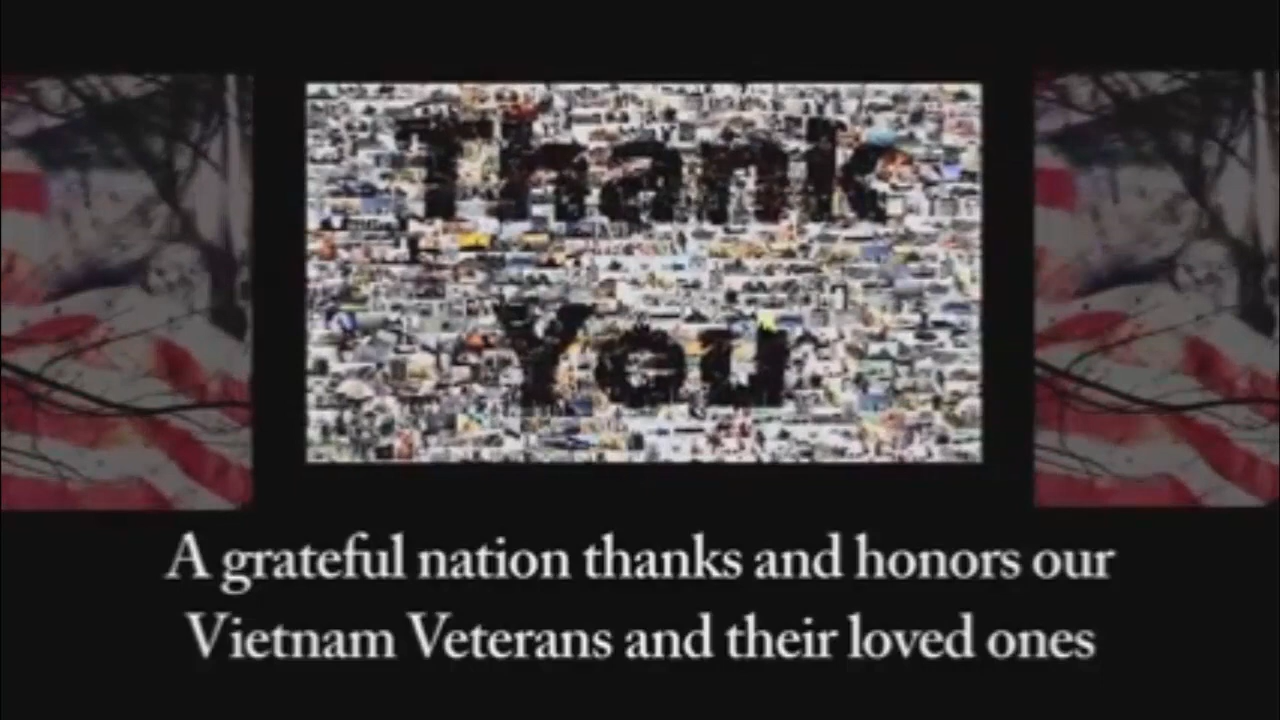 Thank
You
A grateful nation thanks and honors our
Vietnam Veterans and their loved ones